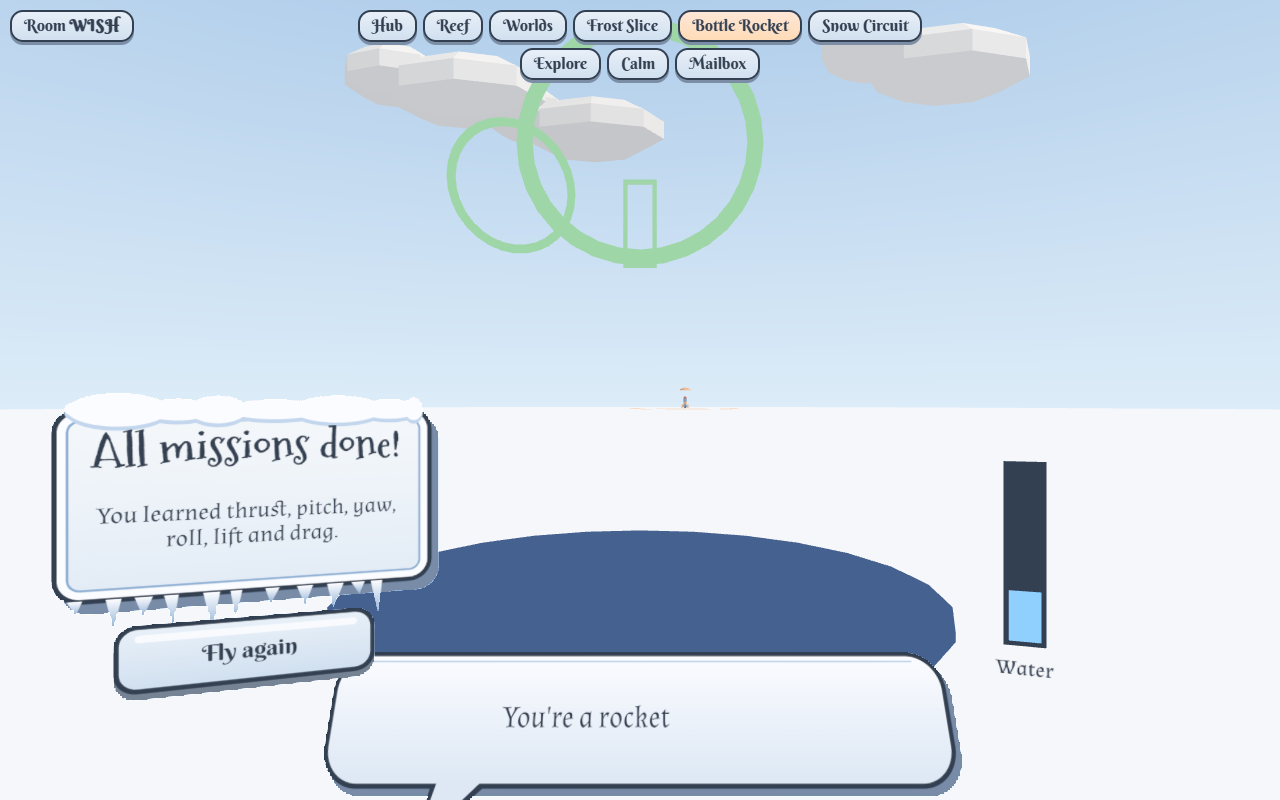 Room WISH
Hub
Reef
Worlds
Frost Slice
Bottle Rocket
Snow Circuit
Explore
Calm
Mailbox
All missions done!
You learned thrust, pitch, yaw,
roll, lift and drag.
Fly again
Water
You're a rocket